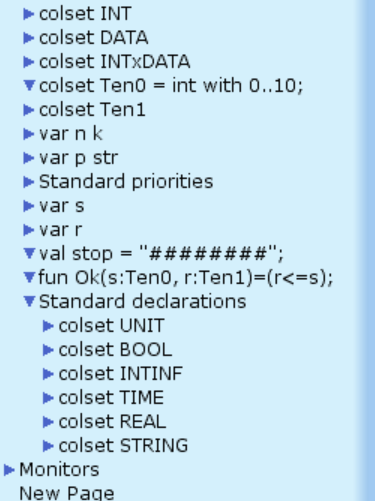 colset INT
colset DATA
colset INTxDATA
colset Ten0 = int with 0..10;
colset Ten1
var n k
var p str
Standard priorities
var s
var r
val stop = "########";
fun Ok(s:Ten0, r:Ten1)=(r<=s);
Standard declarations
colset UNIT
colset BOOL
colset INTINF
colset TIME
colset REAL
colset STRING
Monitors
New Page